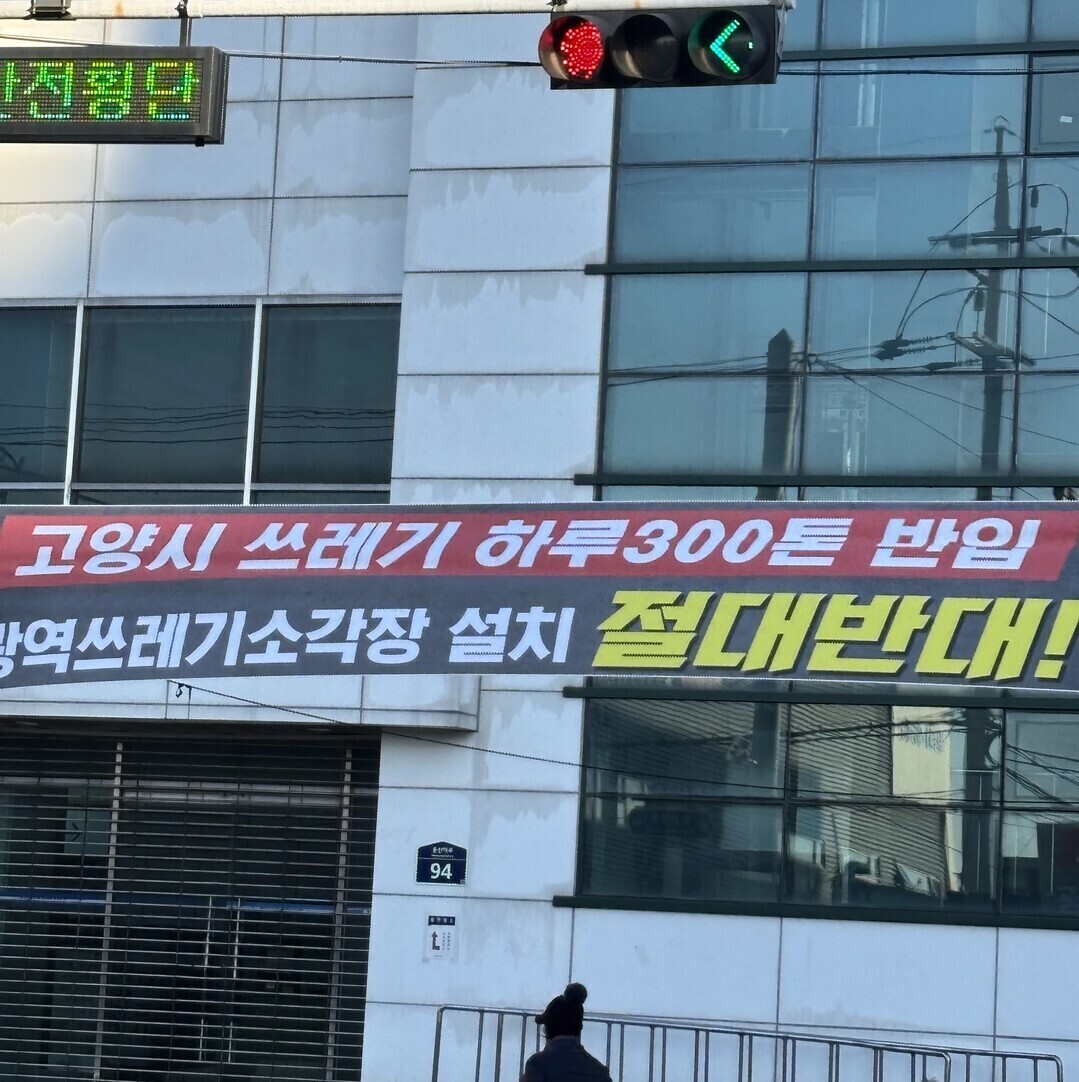 안전횡단
고양시 쓰레기 하루300톤 반입
광역쓰레기소각장 설치 절대반대!
94